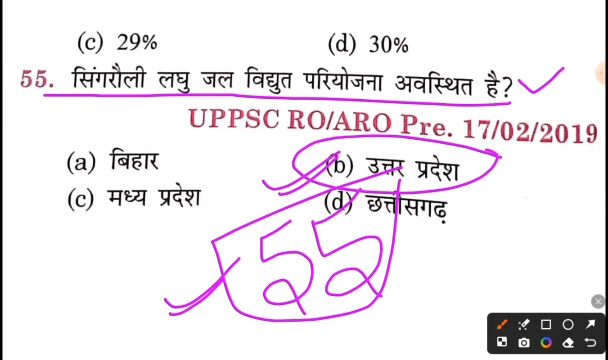 (c) 29% (d) 30%
55. सिंगरौली लघु जल विद्युत परियोजना अवस्थित है?
UPPSC RO/ARO Pre. 17/02/2019
(a) बिहार (b) उत्तर प्रदेश
(c) मध्य प्रदेश (d) छत्तीसगढ़
55